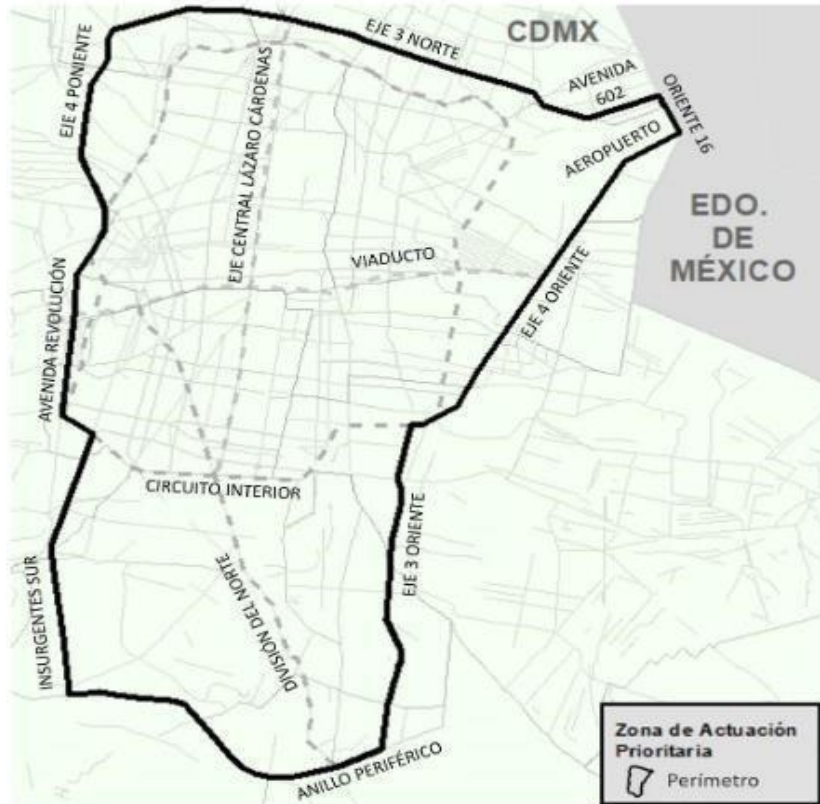 EJE 3 NORTE
CDMX
EJE 4 PONIENTE
EJE CENTRAL LÁZARO CÁRDENAS
AVENIDA
602
ORIENTE 16
AEROPUERTO
EDO.
DE
MÉXICO
VIADUCTO
EJE 4 ORIENTE
AVENIDA REVOLUCIÓN
CIRCUITO INTERIOR
EJE 3 ORIENTE
INSURGENTES SUR
DIVISIÓN DEL NORTE
ANILLO PERIFÉRICO
Zona de Actuación
Prioritaria
Perímetro